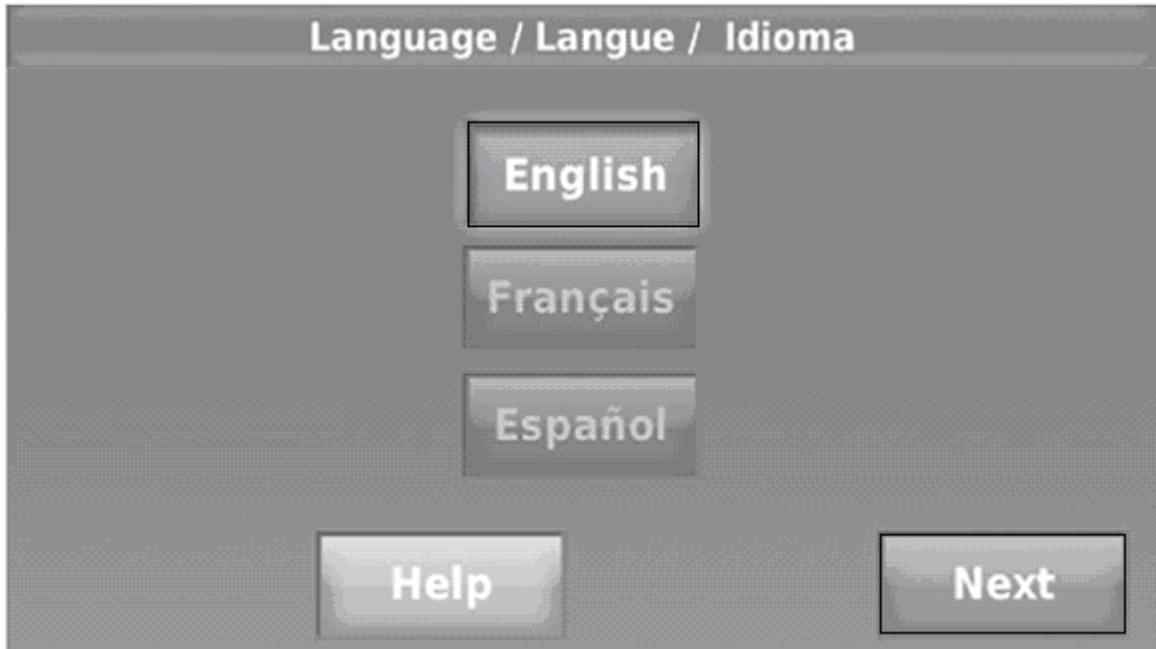 Language / Langue / Idioma
English
Français
Español
Help Next